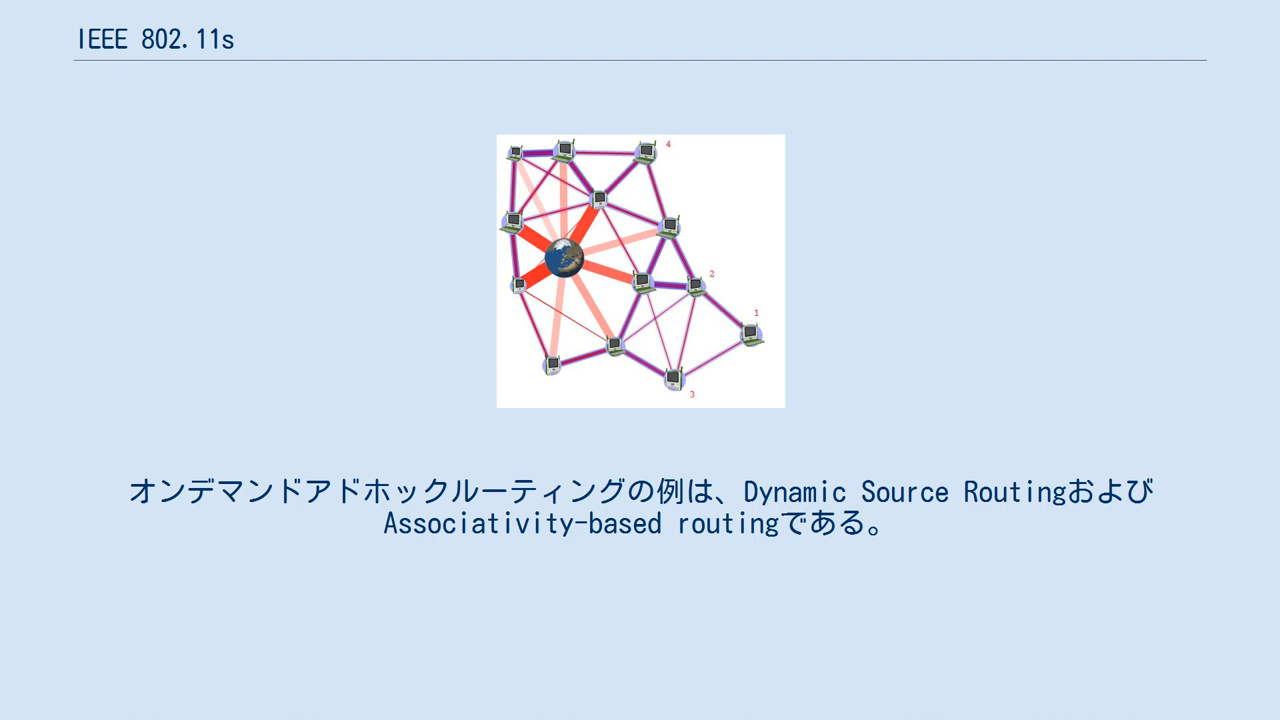 IEEE 802.11s
4
2
1
3
オンデマンドアドホックルーティングの例は、Dynamic Source Routingおよび
Associativity-based routingである。